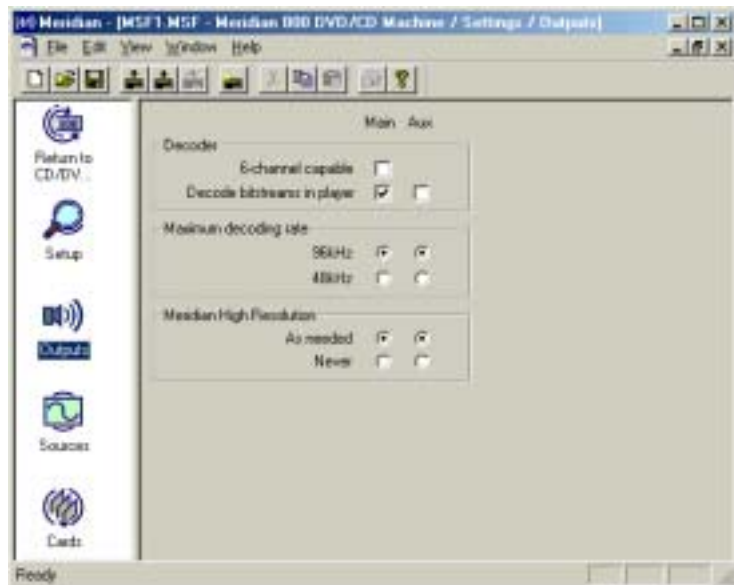 Meridian - [MSF1.MSF - Meridian 800 DVD/CD Machine / Settings / Outputs]
File Edit View Window Help
Return to
CD/DV...
Setup
Outputs
Sources
Cards
Main Aux
Decoder
6-channel capable
Decode bitstreams in player
Maximum decoding rate
96kHz
48kHz
Meridian High Resolution
As needed
Never
Ready